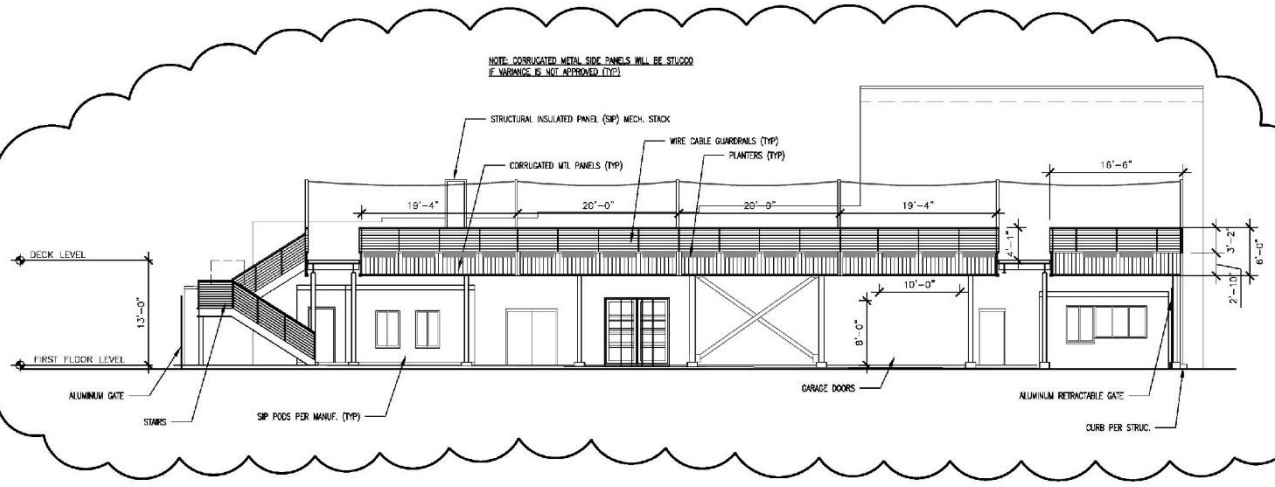 NOTE: CORRUGATED METAL SIDE PANELS WILL BE STUCCO
IF VARIANCE IS NOT APPROVED (TYP)
STRUCTURAL INSULATED PANEL (SIP) MECH. STACK
WIRE CABLE GUARDRAILS (TYP)
PLANTERS (TYP)
CORRUGATED MTL PANELS (TYP)
16'-6"
19'-4"
20'-0"
20'-0"
19'-4"
4'-1"
3'-2"
6'-0"
2'-10"
DECK LEVEL
13'-0"
10'-0"
8'-0"
FIRST FLOOR LEVEL
ALUMINUM GATE
STAIRS
SIP PODS PER MANUF. (TYP)
GARAGE DOORS
ALUMINUM RETRACTABLE GATE
CURB PER STRUC.